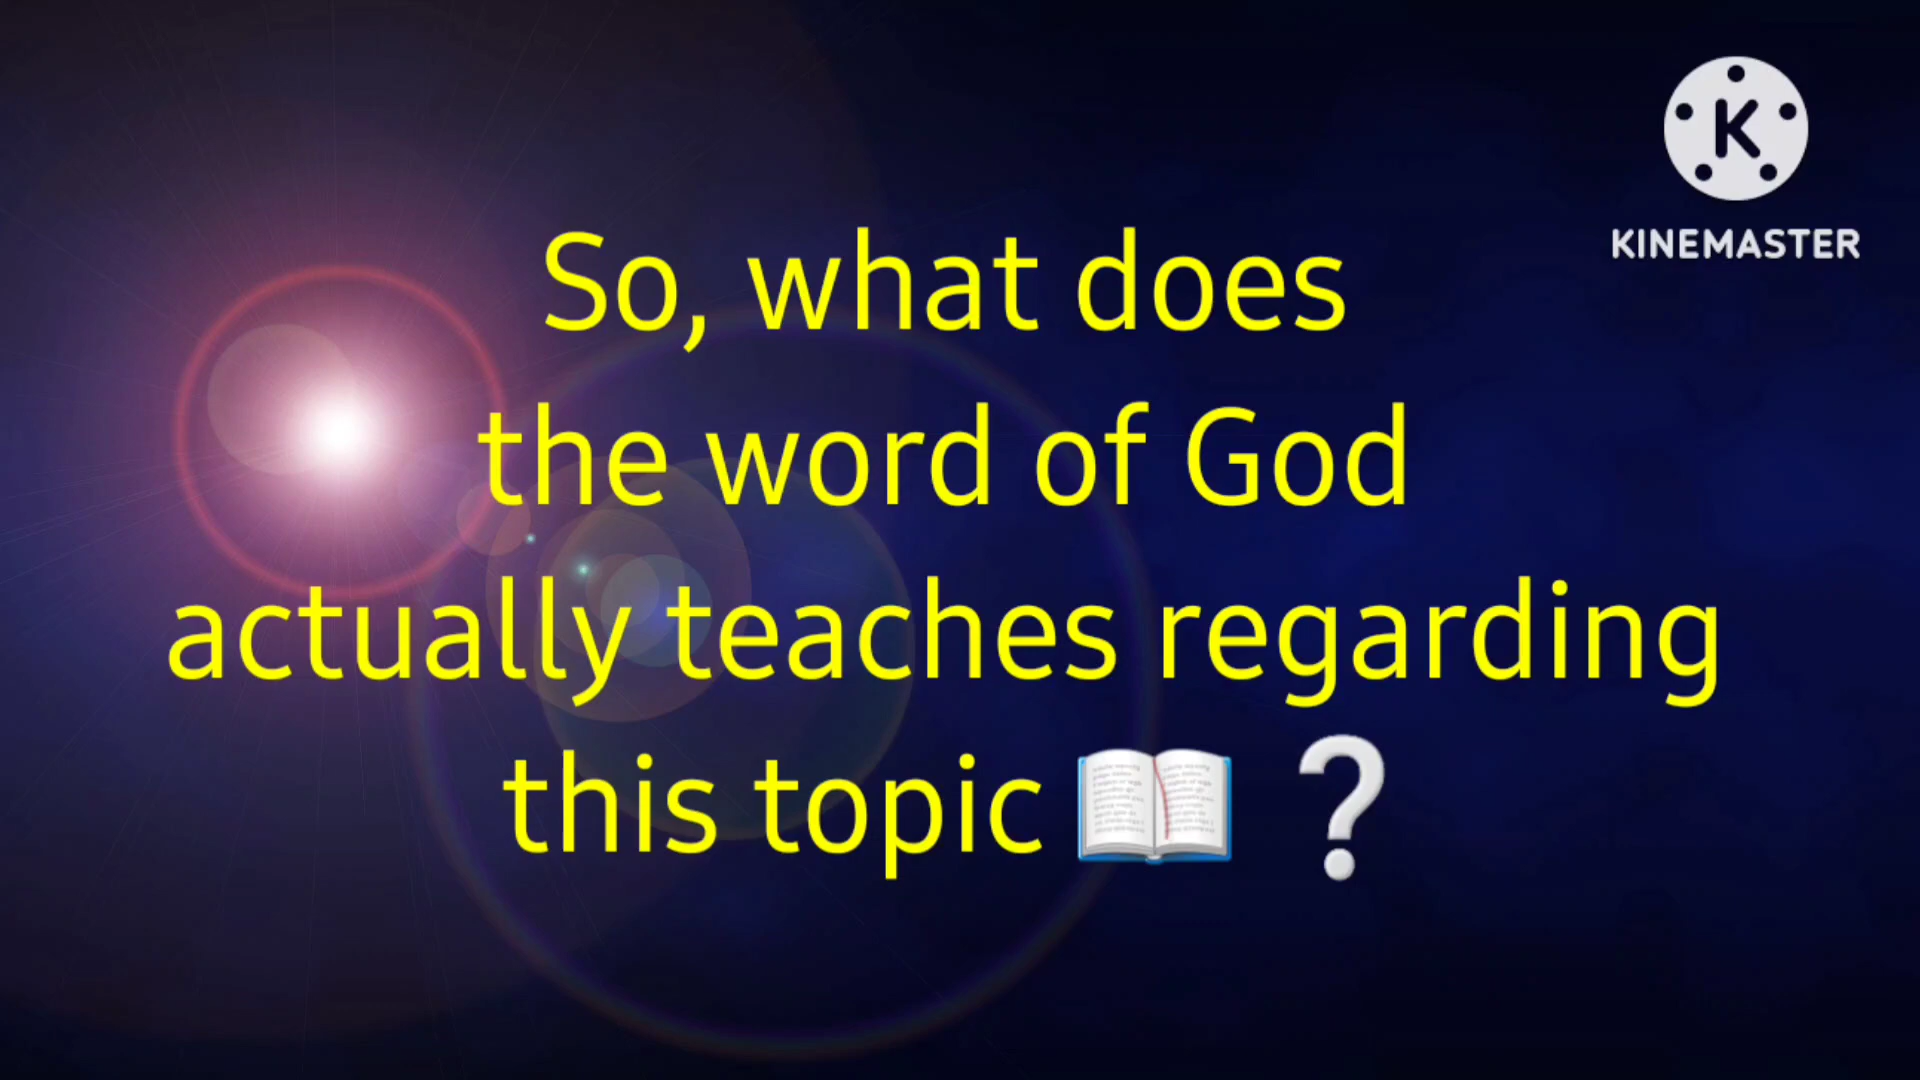 K
KINEMASTER
So, what does
the word of God
actually teaches regarding
this topic 📖 ❔